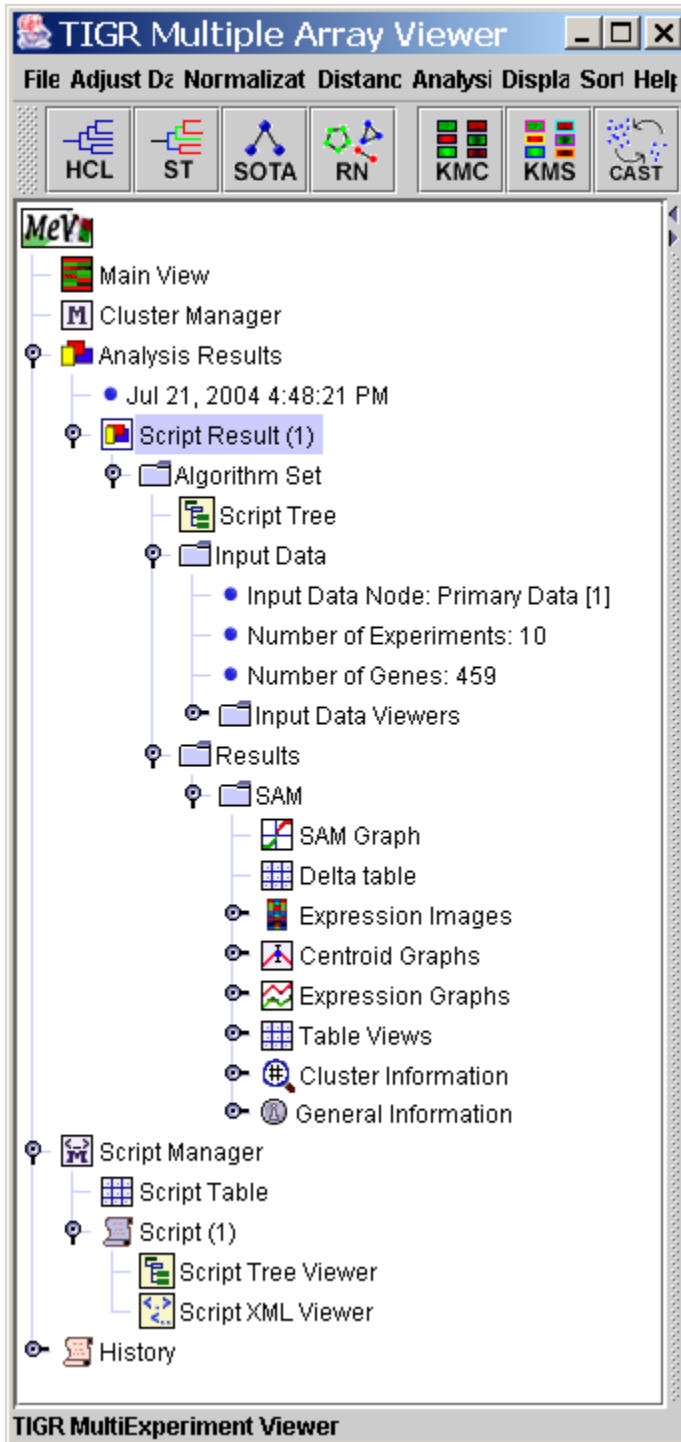 TIGR Multiple Array Viewer
File Adjust Da Normalizat Distanc Analysi Displa Sort Help
HCL ST SOTA RN KMC KMS CAST
MeV
Main View
M Cluster Manager
Analysis Results
Jul 21, 2004 4:48:21 PM
Script Result (1)
Algorithm Set
Script Tree
Input Data
Input Data Node: Primary Data [1]
Number of Experiments: 10
Number of Genes: 459
Input Data Viewers
Results
SAM
SAM Graph
Delta table
Expression Images
Centroid Graphs
Expression Graphs
Table Views
# Cluster Information
General Information
M Script Manager
Script Table
Script (1)
Script Tree Viewer
Script XML Viewer
History
TIGR MultiExperiment Viewer